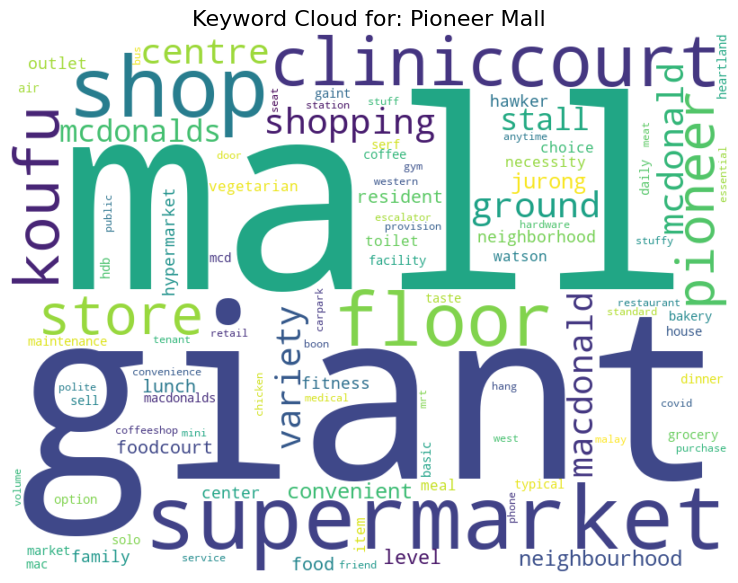 Keyword Cloud for: Pioneer Mall
outlet
air
shop
bus
centre
cliniccourt
heartland
koufu
mcdonalds
seat
gaint
station
stuff
shopping
serf
coffee
hawker
anytime
stall
choice
necessity
jurong
daily
mcdonald
meat
pioneer
essential
mall
door
gym
vegetarian
western
resident
escalator
provision
toilet
facility
ground
hardware
neighborhood
watson
stuffy
public
hdb
hypermarket
mcd
store
retail
tenant
maintenance
variety
carpark
boon
floor
taste
macdonald
restaurant
standard
bakery
house
giant
polite
sell
convenience
lunch
macdonalds
chicken
fitness
medical
mrt
hang
covid
dinner
coffeeshop
mini
foodcourt
basic
west
malay
grocery
purchase
volume
option
center
convenient
meal
typical
phone
supermarket
solo
market
mac
family
service
food
friend
item
level
neighbourhood